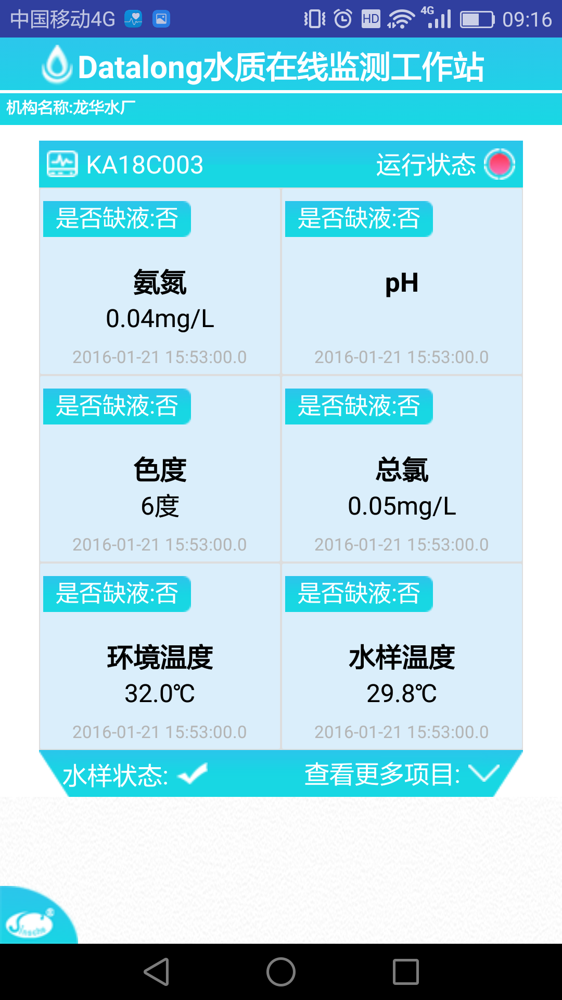 中国移动4G HD 4G 09:16
Datalong水质在线监测工作站
机构名称:龙华水厂
KA18C003 运行状态
是否缺液:否 是否缺液:否
氨氮 pH
0.04mg/L
2016-01-21 15:53:00.0 2016-01-21 15:53:00.0
是否缺液:否 是否缺液:否
色度 总氯
6度 0.05mg/L
2016-01-21 15:53:00.0 2016-01-21 15:53:00.0
是否缺液:否 是否缺液:否
环境温度 水样温度
32.0℃ 29.8℃
2016-01-21 15:53:00.0 2016-01-21 15:53:00.0
水样状态: 查看更多项目: